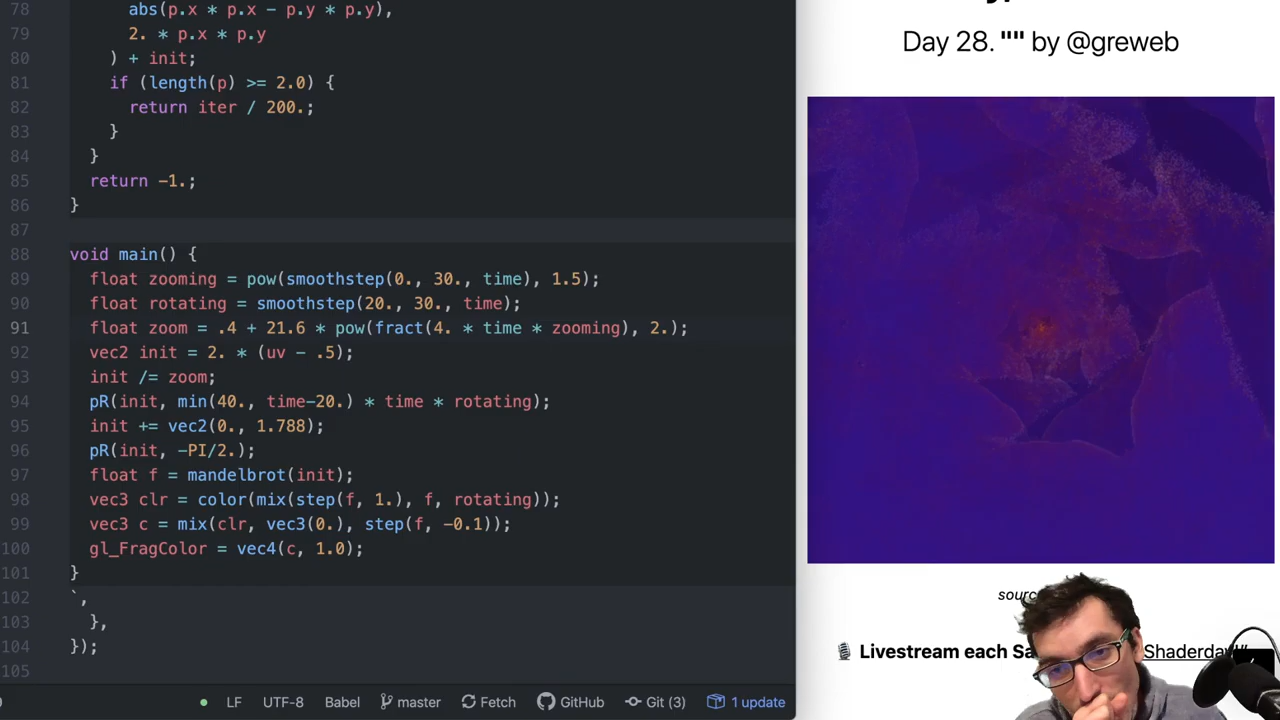 78 abs(p.x * p.x - p.y * p.y),
79 2. * p.x * p.y
80 ) + init;
81 if (length(p) >= 2.0) {
82 return iter / 200.;
83 }
84 }
85 return -1.;
86 }
87
88 void main() {
89 float zooming = pow(smoothstep(0., 30., time), 1.5);
90 float rotating = smoothstep(20., 30., time);
91 float zoom = .4 + 21.6 * pow(fract(4. * time * zooming), 2.);
92 vec2 init = 2. * (uv - .5);
93 init /= zoom;
94 pR(init, min(40., time-20.) * time * rotating);
95 init += vec2(0., 1.788);
96 pR(init, -PI/2.);
97 float f = mandelbrot(init);
98 vec3 clr = color(mix(step(f, 1.), f, rotating));
99 vec3 c = mix(clr, vec3(0.), step(f, -0.1));
100 gl_FragColor = vec4(c, 1.0);
101 }
102 `,
103 },
104 });
105
LF UTF-8 Babel master Fetch GitHub Git (3) 1 update
Day 28. "" by @greweb
🎙️ Livestream each